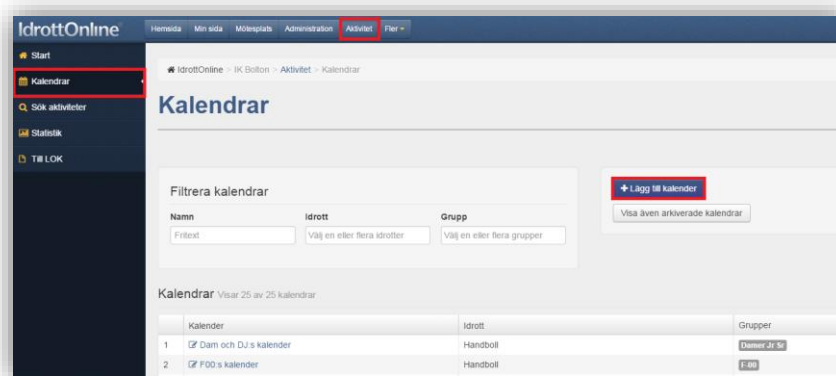 IdrottOnline
Hemsida Min sida Mötesplats Administration Aktivitet Fler
Start
Kalendrar
Sök aktiviteter
Statistik
Till LOK
IdrottOnline > IK Bolton > Aktivitet > Kalendrar
Kalendrar
Filtrera kalendrar
Namn Idrott Grupp
Fritext Välj en eller flera idrotter Välj en eller flera grupper
+ Lägg till kalender
Visa även arkiverade kalendrar
Kalendrar Visar 25 av 25 kalendrar
Kalender Idrott Grupper
1 Dam och DJ:s kalender Handboll Damer Jr Sr
2 F00:s kalender Handboll F-00